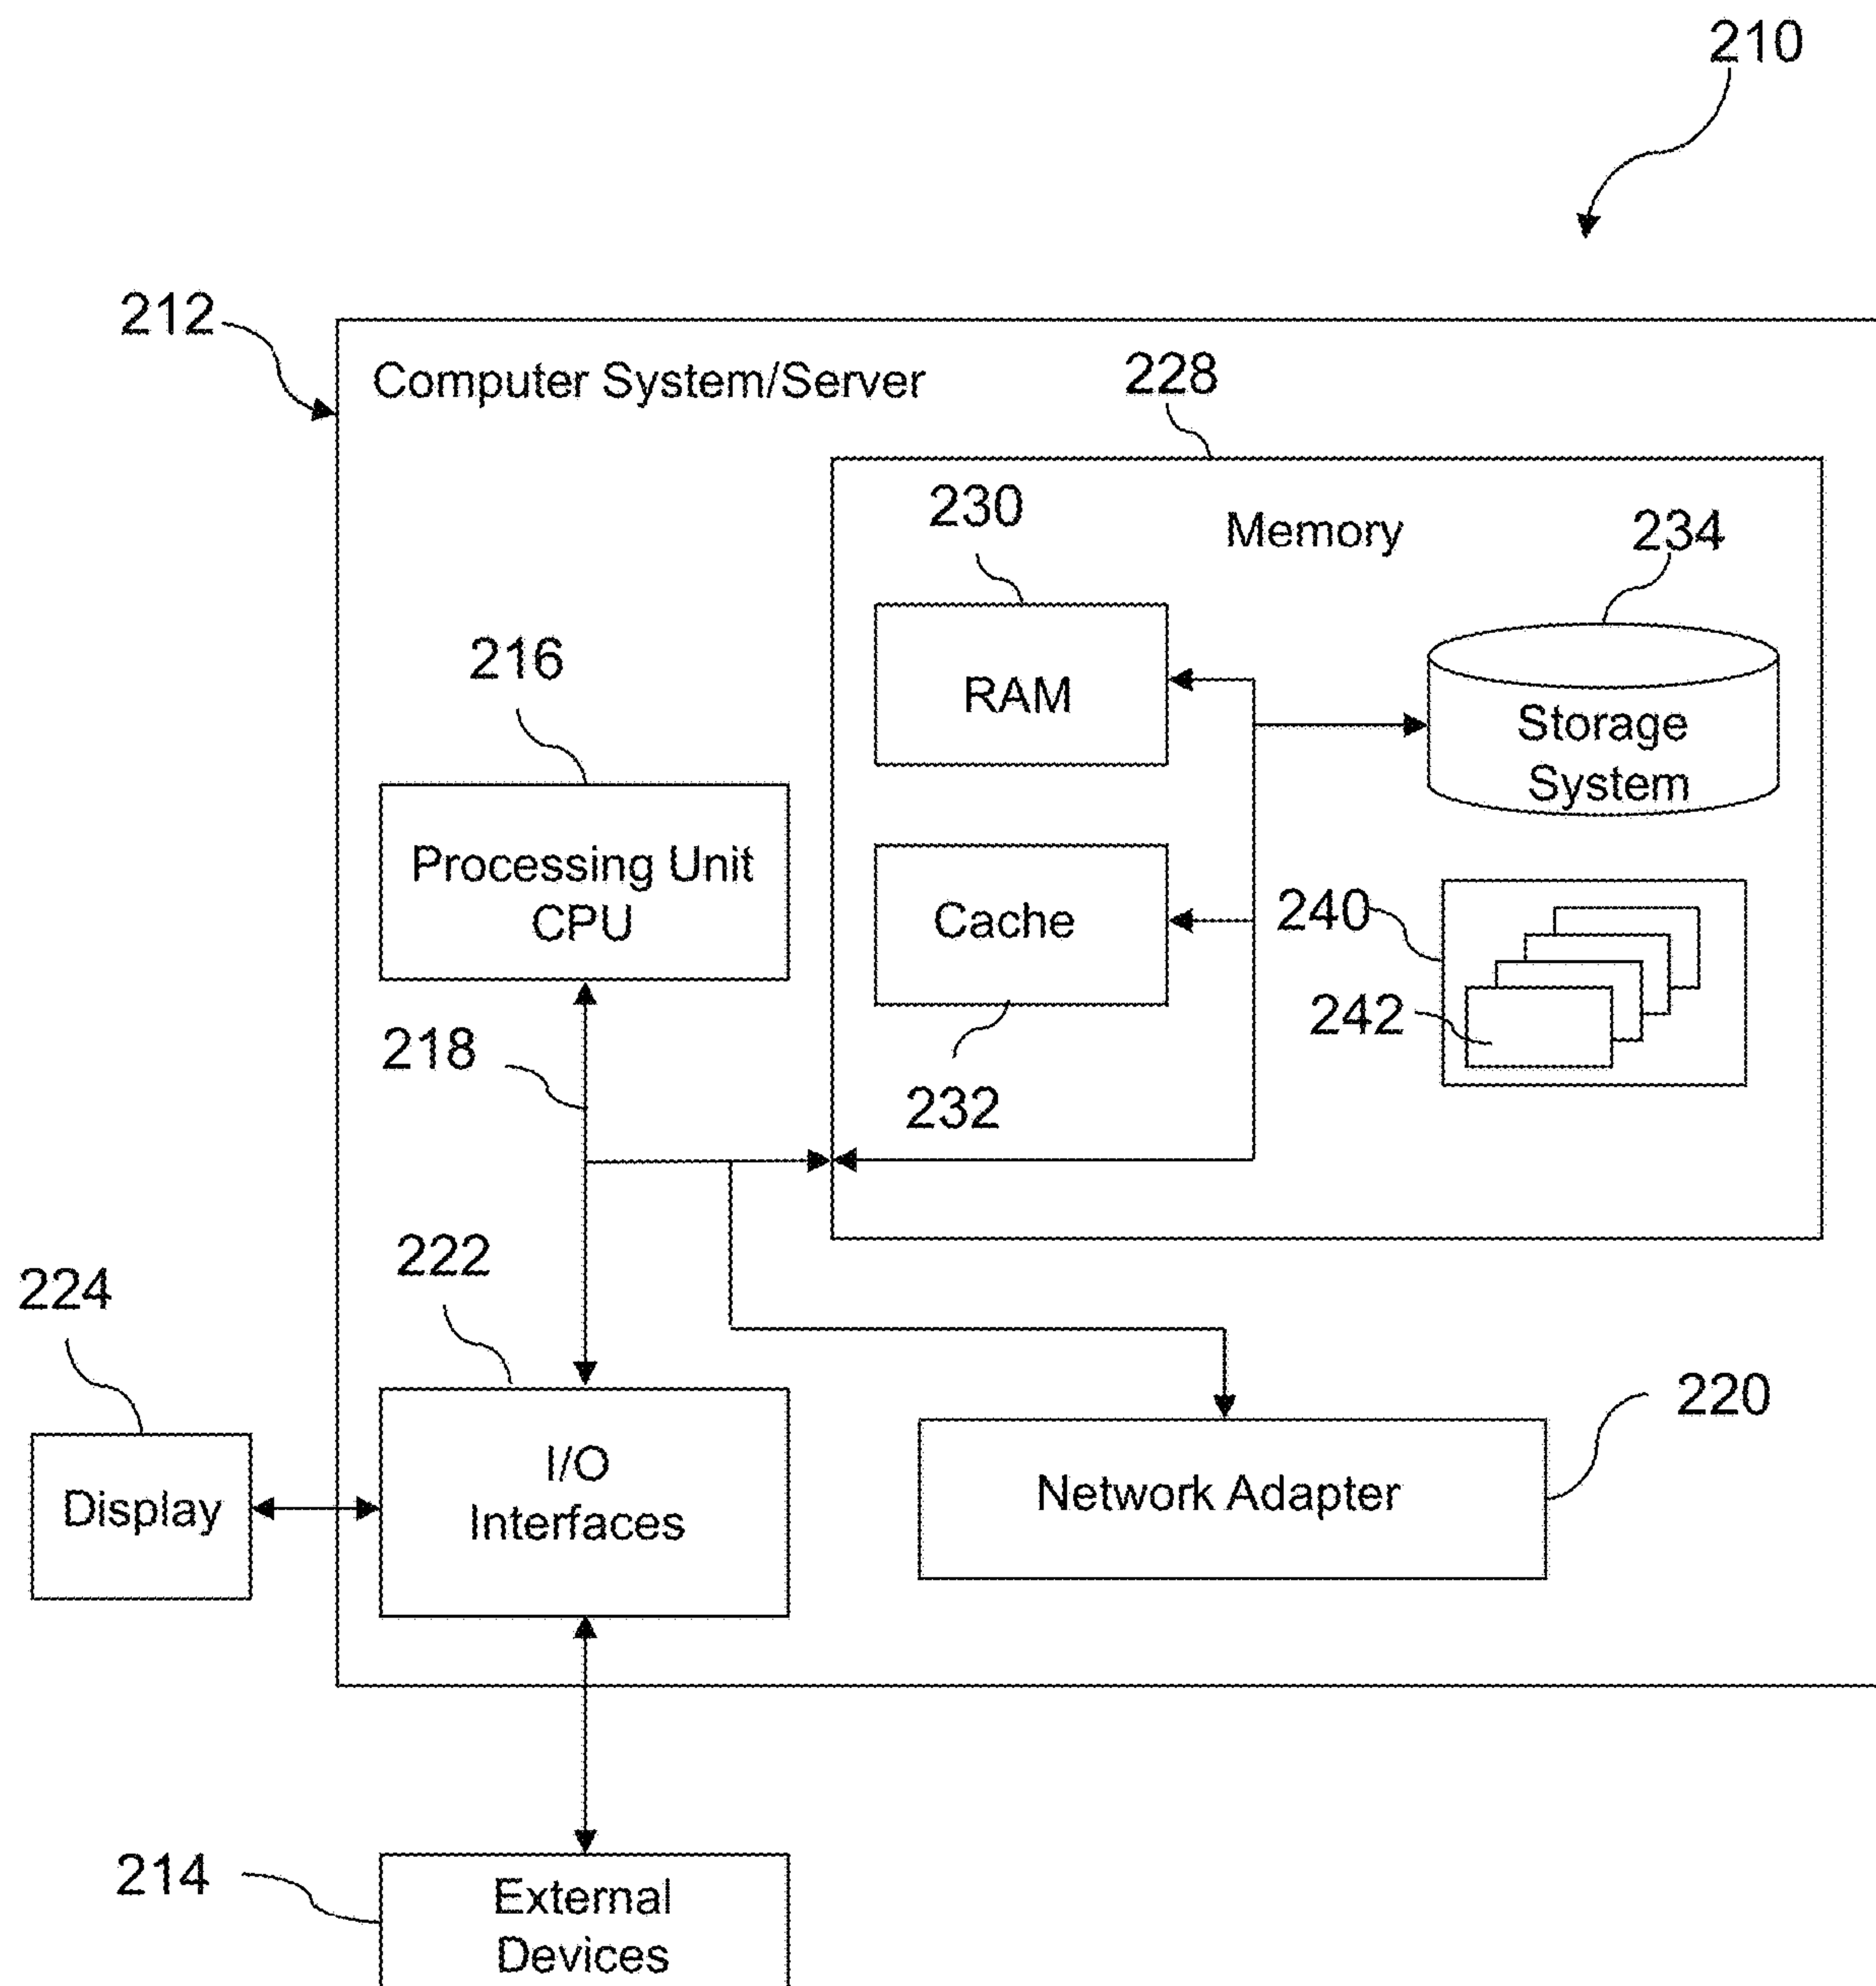 210
212
Computer System/Server
228
230
Memory
234
216
RAM
Storage
System
Processing Unit
CPU
Cache
240
242
218
232
222
224
220
I/O
Interfaces
Display
Network Adapter
214
External
Devices